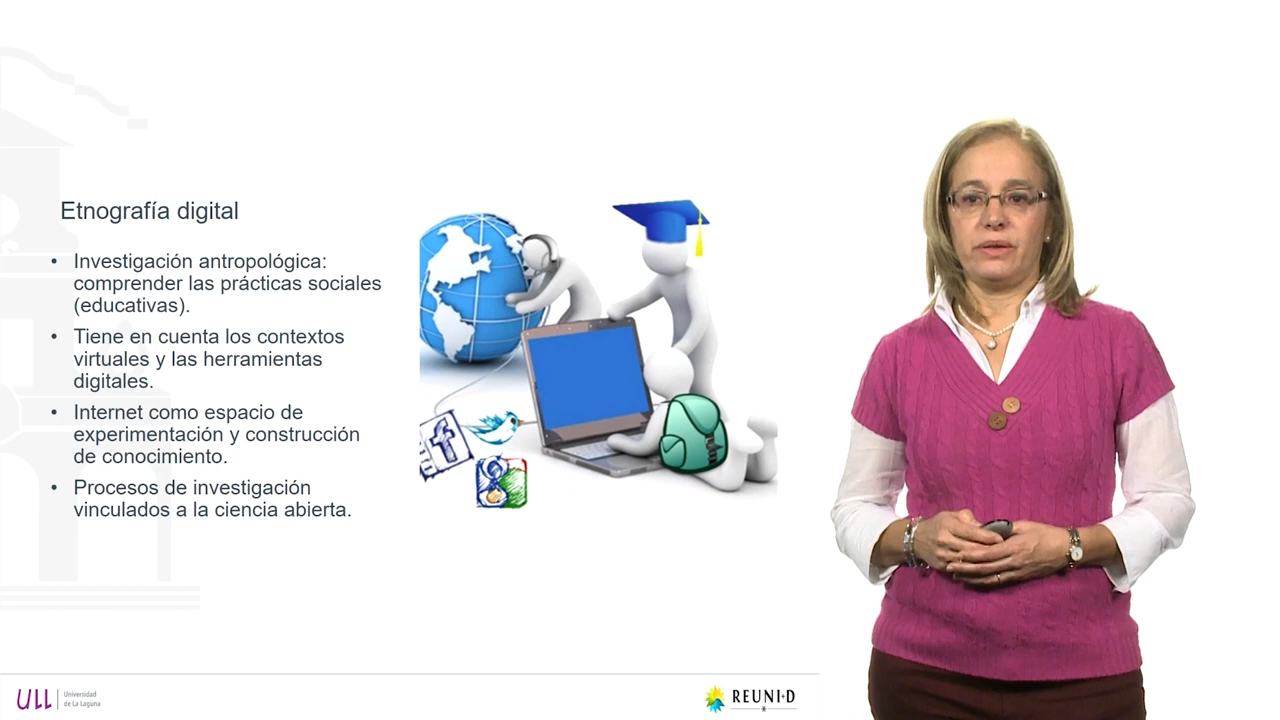 Etnografía digital
• Investigación antropológica:
comprender las prácticas sociales
(educativas).
• Tiene en cuenta los contextos
virtuales y las herramientas
digitales.
• Internet como espacio de
experimentación y construcción
de conocimiento.
• Procesos de investigación
vinculados a la ciencia abierta.
f
g
ULL
Universidad
de La Laguna
REUNI+D